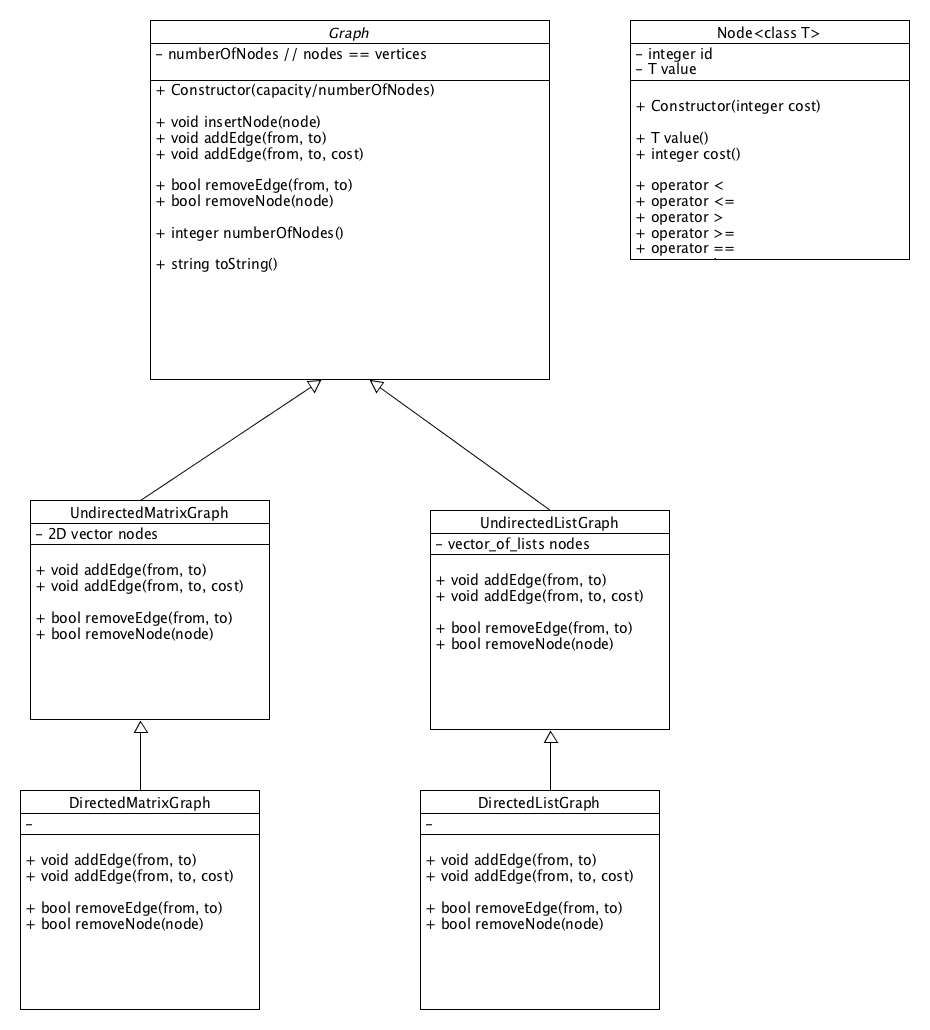 Graph
– numberOfNodes // nodes == vertices
+ Constructor(capacity/numberOfNodes)
+ void insertNode(node)
+ void addEdge(from, to)
+ void addEdge(from, to, cost)
+ bool removeEdge(from, to)
+ bool removeNode(node)
+ integer numberOfNodes()
+ string toString()
Node<class T>
– integer id
– T value
+ Constructor(integer cost)
+ T value()
+ integer cost()
+ operator <
+ operator <=
+ operator >
+ operator >=
+ operator ==
UndirectedMatrixGraph
– 2D vector nodes
+ void addEdge(from, to)
+ void addEdge(from, to, cost)
+ bool removeEdge(from, to)
+ bool removeNode(node)
UndirectedListGraph
– vector_of_lists nodes
+ void addEdge(from, to)
+ void addEdge(from, to, cost)
+ bool removeEdge(from, to)
+ bool removeNode(node)
DirectedMatrixGraph
–
+ void addEdge(from, to)
+ void addEdge(from, to, cost)
+ bool removeEdge(from, to)
+ bool removeNode(node)
DirectedListGraph
–
+ void addEdge(from, to)
+ void addEdge(from, to, cost)
+ bool removeEdge(from, to)
+ bool removeNode(node)